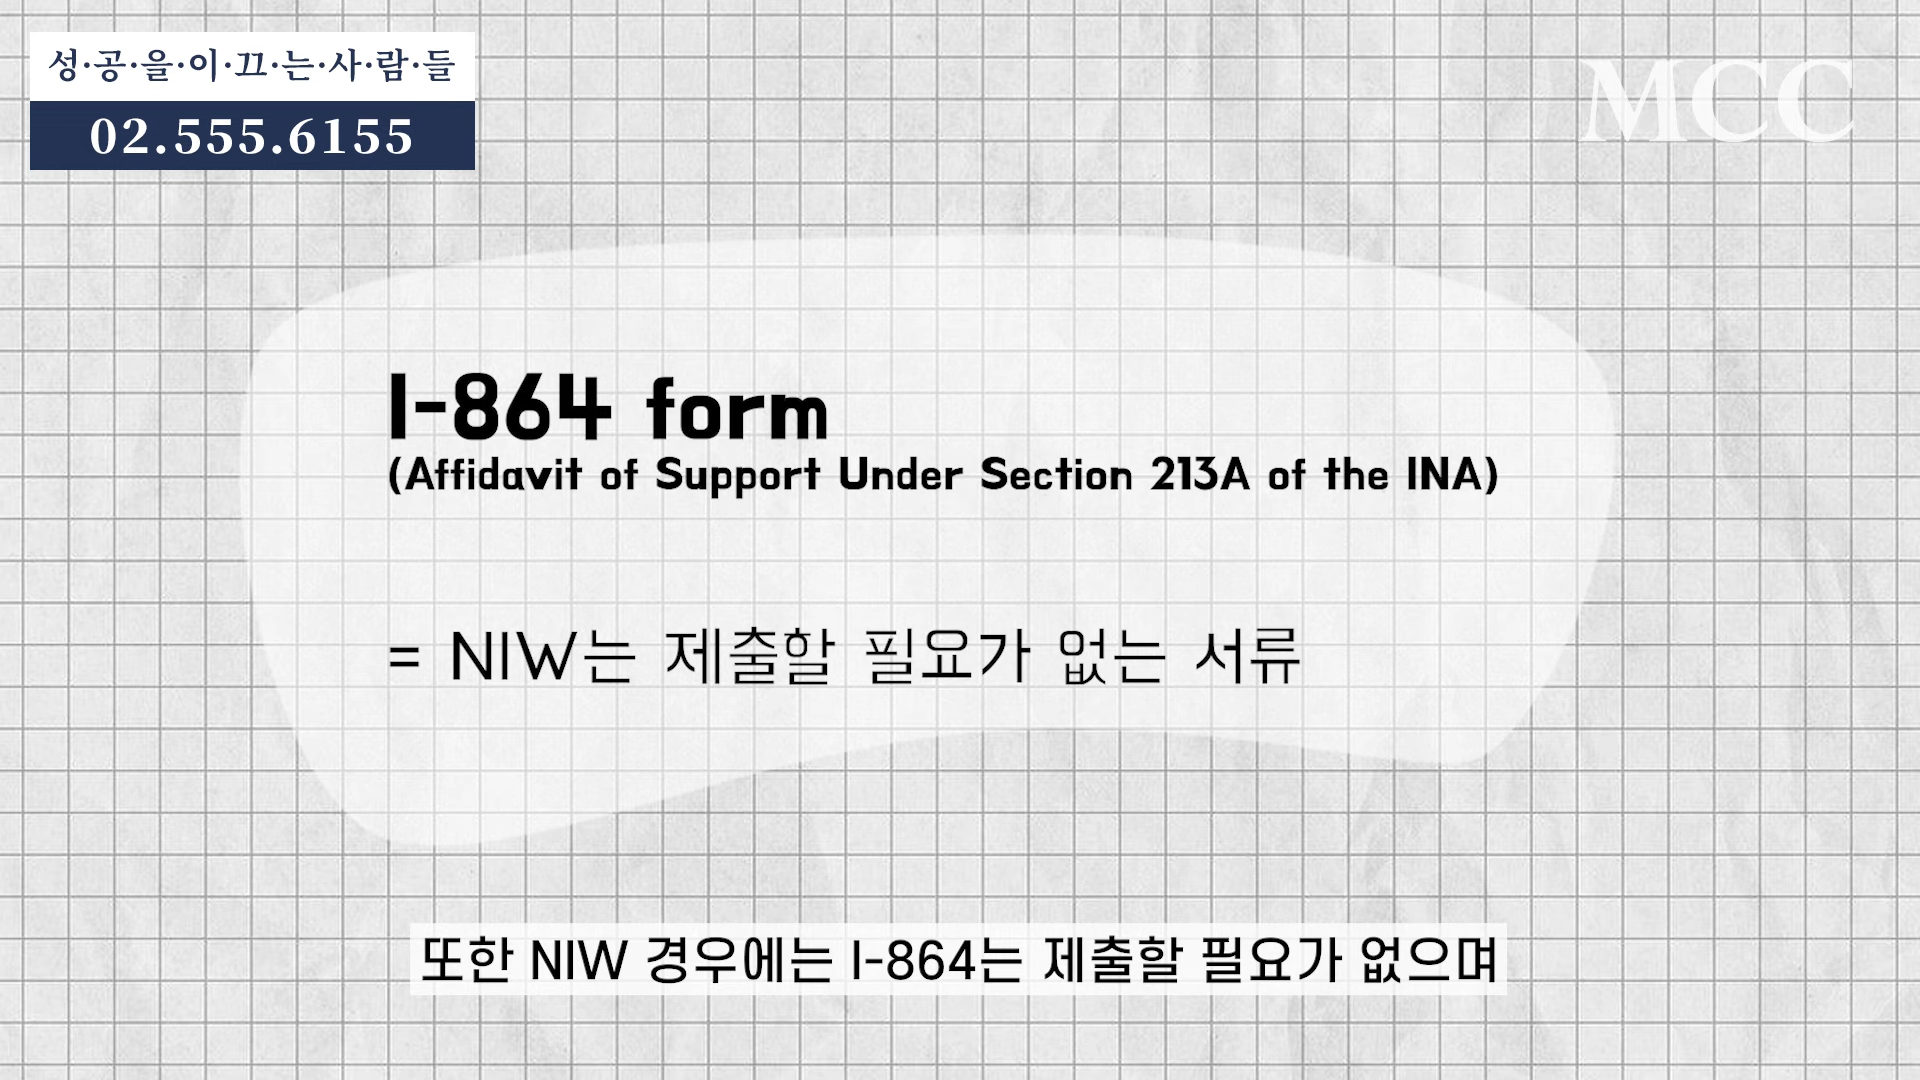 성·공·을·이·끄·는·사·람·들
02.555.6155
MCC
I-864 form
(Affidavit of Support Under Section 213A of the INA)
= NIW는 제출할 필요가 없는 서류
또한 NIW 경우에는 I-864는 제출할 필요가 없으며